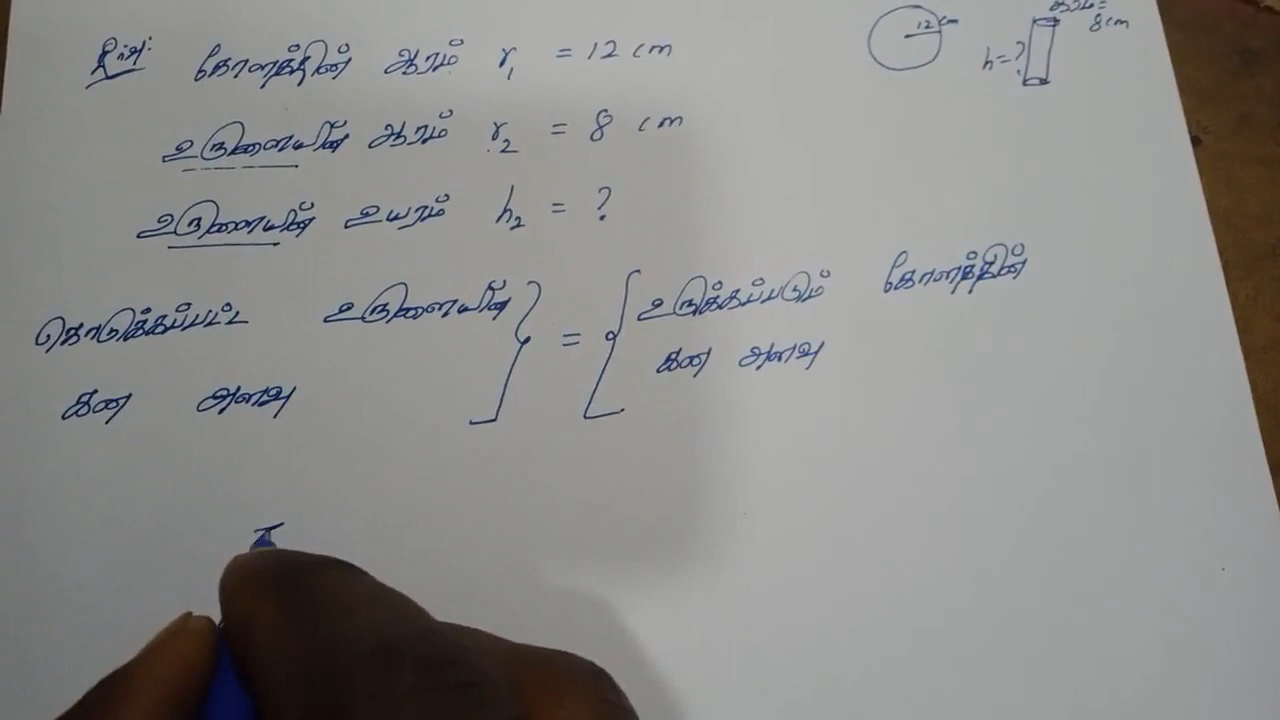 தீர்வு:
கோளத்தின் ஆரம் r₁ = 12 cm
உருளையின் ஆரம் r₂ = 8 cm
உருளையின் உயரம் h₂ = ?
கொடுக்கப்பட்ட உருளையின் } = { உருக்கப்படும் கோளத்தின்
கன அளவு கன அளவு
12 cm
ஆரம் =
8 cm
h = ?